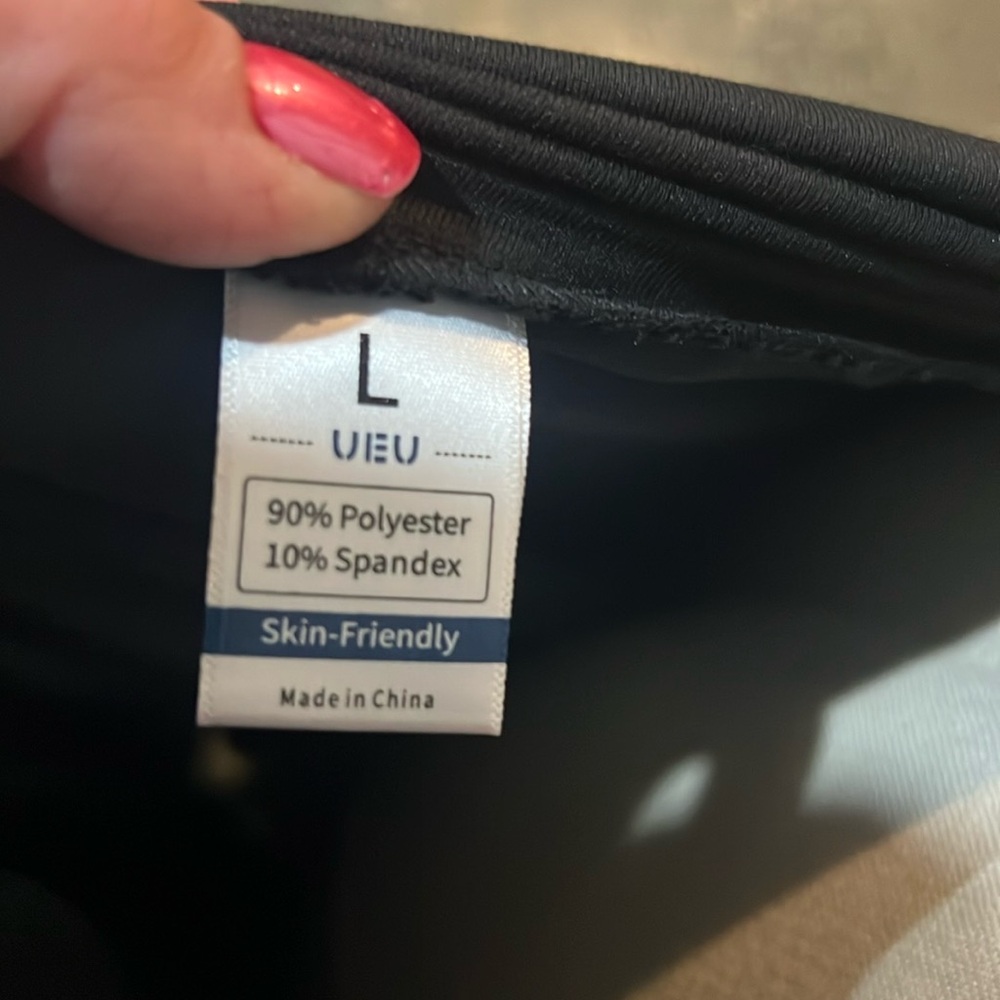 L
UEU
90% Polyester
10% Spandex
Skin-Friendly
Made in China